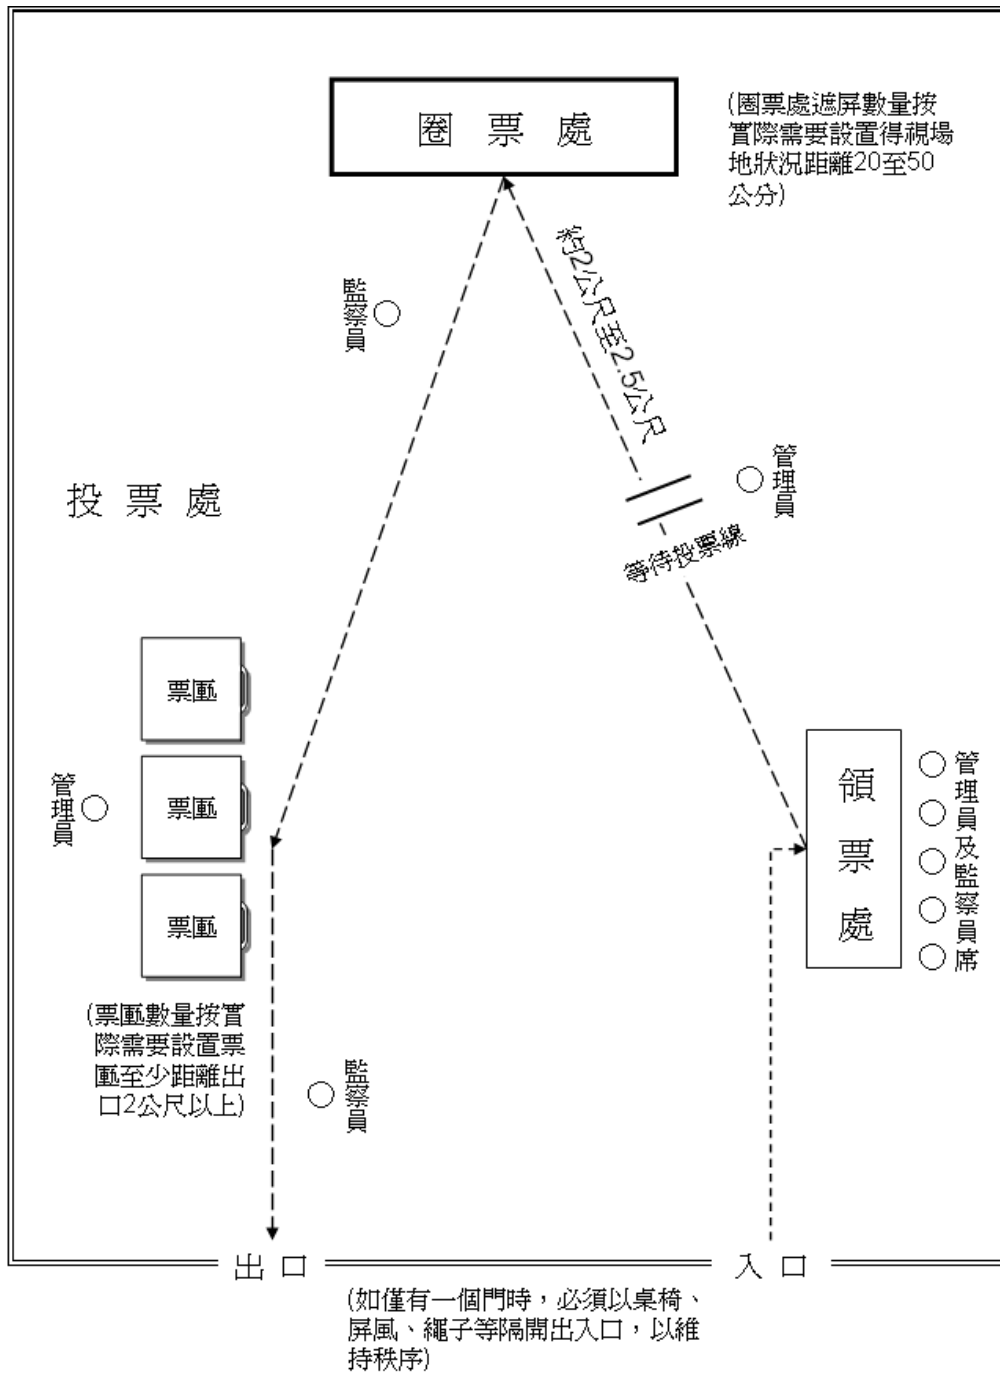 圈票處
(圈票處遮屏數量按
實際需要設置得視場
地狀況距離20至50
公分)
約2公尺至2.5公尺
監察員
管理員
等待投票線
投票處
票匭
票匭
票匭
管理員
領票處
管理員及監察員席
(票匭數量按實
際需要設置票
匭至少距離出
口2公尺以上)
監察員
出口
入口
(如僅有一個門時，必須以桌椅、
屏風、繩子等隔開出入口，以維
持秩序)